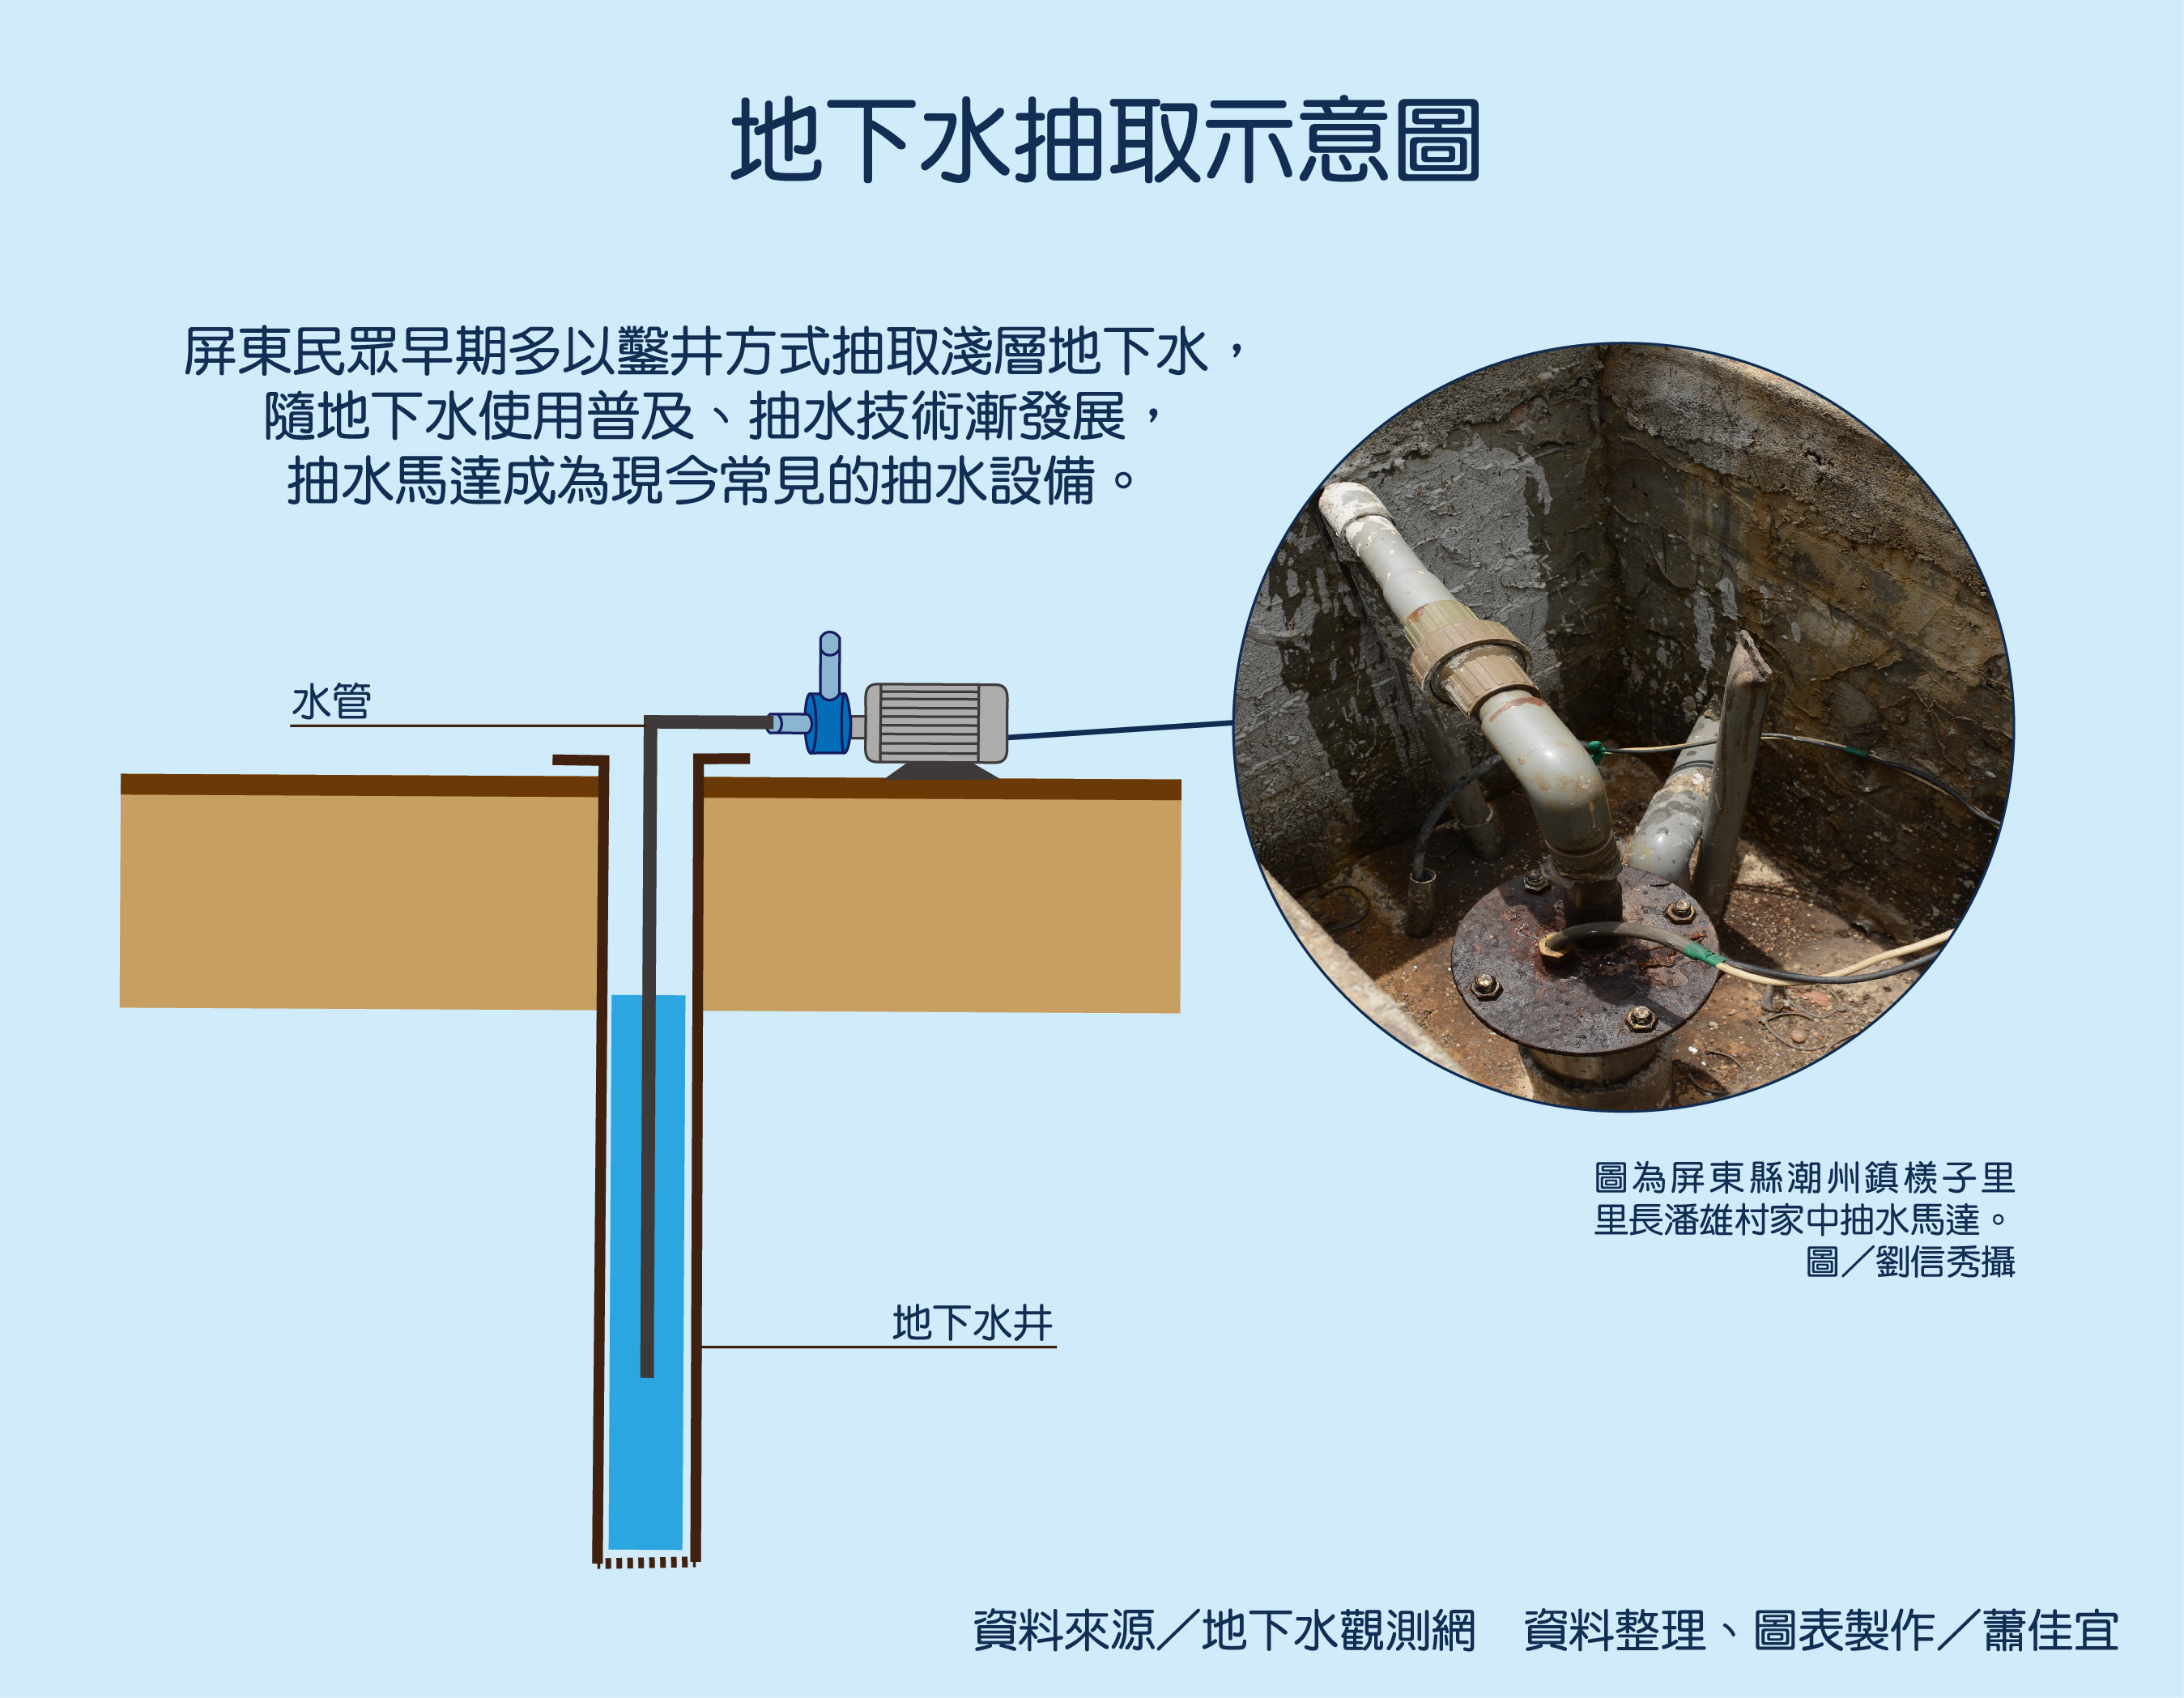 地下水抽取示意圖
屏東民眾早期多以鑿井方式抽取淺層地下水，
隨地下水使用普及、抽水技術漸發展，
抽水馬達成為現今常見的抽水設備。
水管
圖為屏東縣潮州鎮檨子里
里長潘雄村家中抽水馬達。
圖／劉信秀攝
地下水井
資料來源／地下水觀測網　資料整理、圖表製作／蕭佳宜